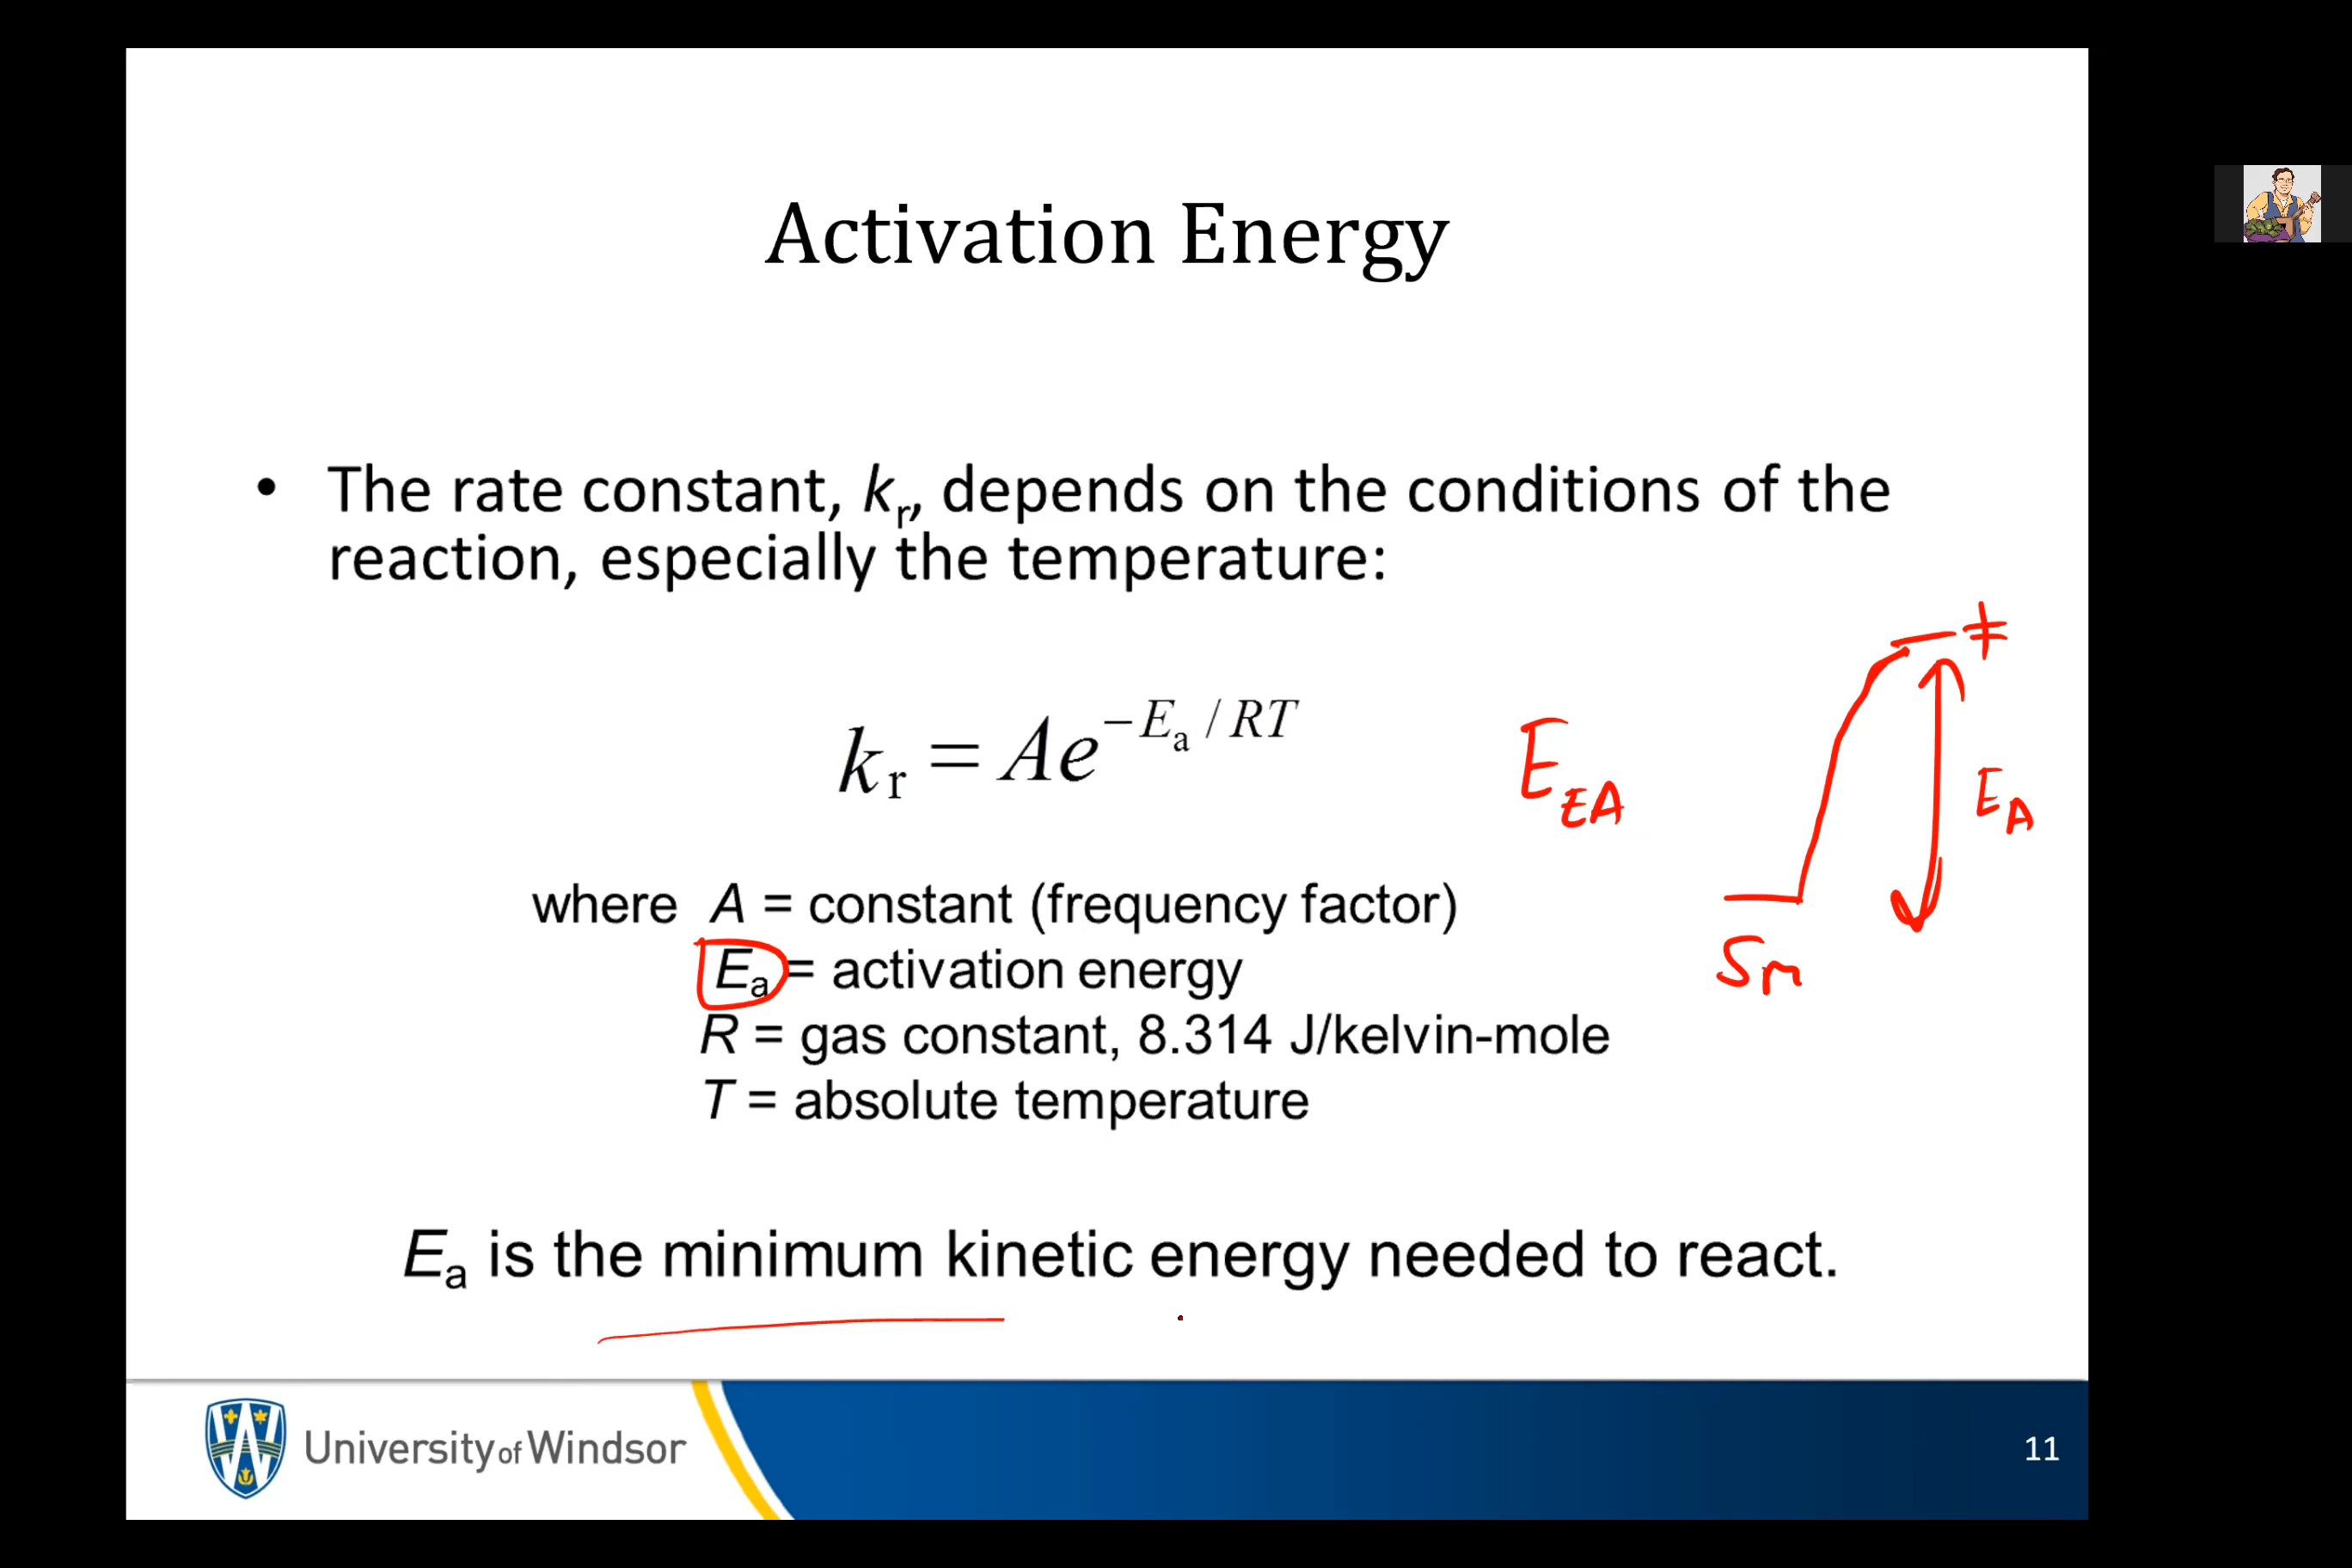 Activation Energy
• The rate constant, kᵣ, depends on the conditions of the
reaction, especially the temperature:
‡
kᵣ = Ae^(−Eₐ / RT)
E_EA
E_A
where A = constant (frequency factor)
Eₐ = activation energy
Sm
R = gas constant, 8.314 J/kelvin-mole
T = absolute temperature
Eₐ is the minimum kinetic energy needed to react.
University of Windsor
11